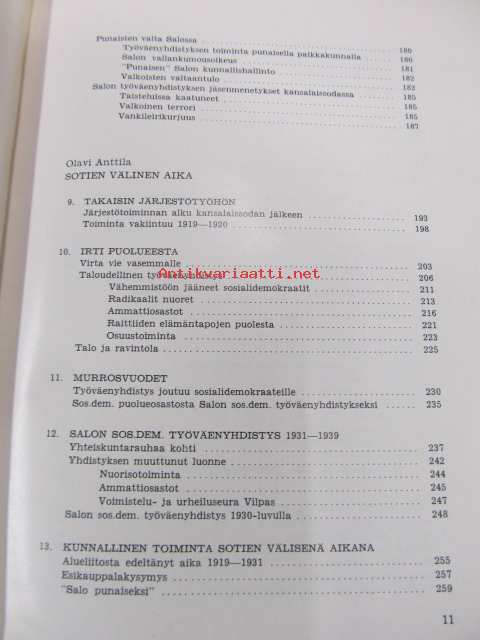 Punaisten valta Salossa
Työväenyhdistyksen toiminta punaisella paikkakunnalla 180
Salon vallankumousoikeus 180
"Punaisen" Salon kunnallishallinto 181
Valkoisten valtaantulo 182
Salon työväenyhdistyksen jäsenmenetykset kansalaissodassa 183
Taisteluissa kaatuneet 185
Valkoinen terrori 185
Vankileirikurjuus 185
187
Olavi Anttila
SOTIEN VÄLINEN AIKA
9. TAKAISIN JÄRJESTÖTYÖHÖN
Järjestötoiminnan alku kansalaissodan jälkeen 193
Toiminta vakiintuu 1919—1920 198
10. IRTI PUOLUEESTA
Virta vie vasemmalle 203
Taloudellinen työväenyhdistys 206
Antikvariaatti.net
Vähemmistöön jääneet sosialidemokraatit 211
Radikaalit nuoret 213
Ammattiosastot 216
Raittiiden elämäntapojen puolesta 221
Osuustoiminta 223
Talo ja ravintola 225
11. MURROSVUODET
Työväenyhdistys joutuu sosialidemokraateille 230
Sos.dem. puolueosastosta Salon sos.dem. työväenyhdistykseksi 235
12. SALON SOS.DEM. TYÖVÄENYHDISTYS 1931—1939
Yhteiskuntarauhaa kohti 237
Yhdistyksen muuttunut luonne 242
Nuorisotoiminta 244
Ammattiosastot 245
Voimistelu- ja urheiluseura Vilpas 247
Salon sos.dem. työväenyhdistys 1930-luvulla 248
13. KUNNALLINEN TOIMINTA SOTIEN VÄLISENÄ AIKANA
Alueliitosta edeltänyt aika 1919—1931 255
Esikauppalakysymys 257
"Salo punaiseksi" 259
11